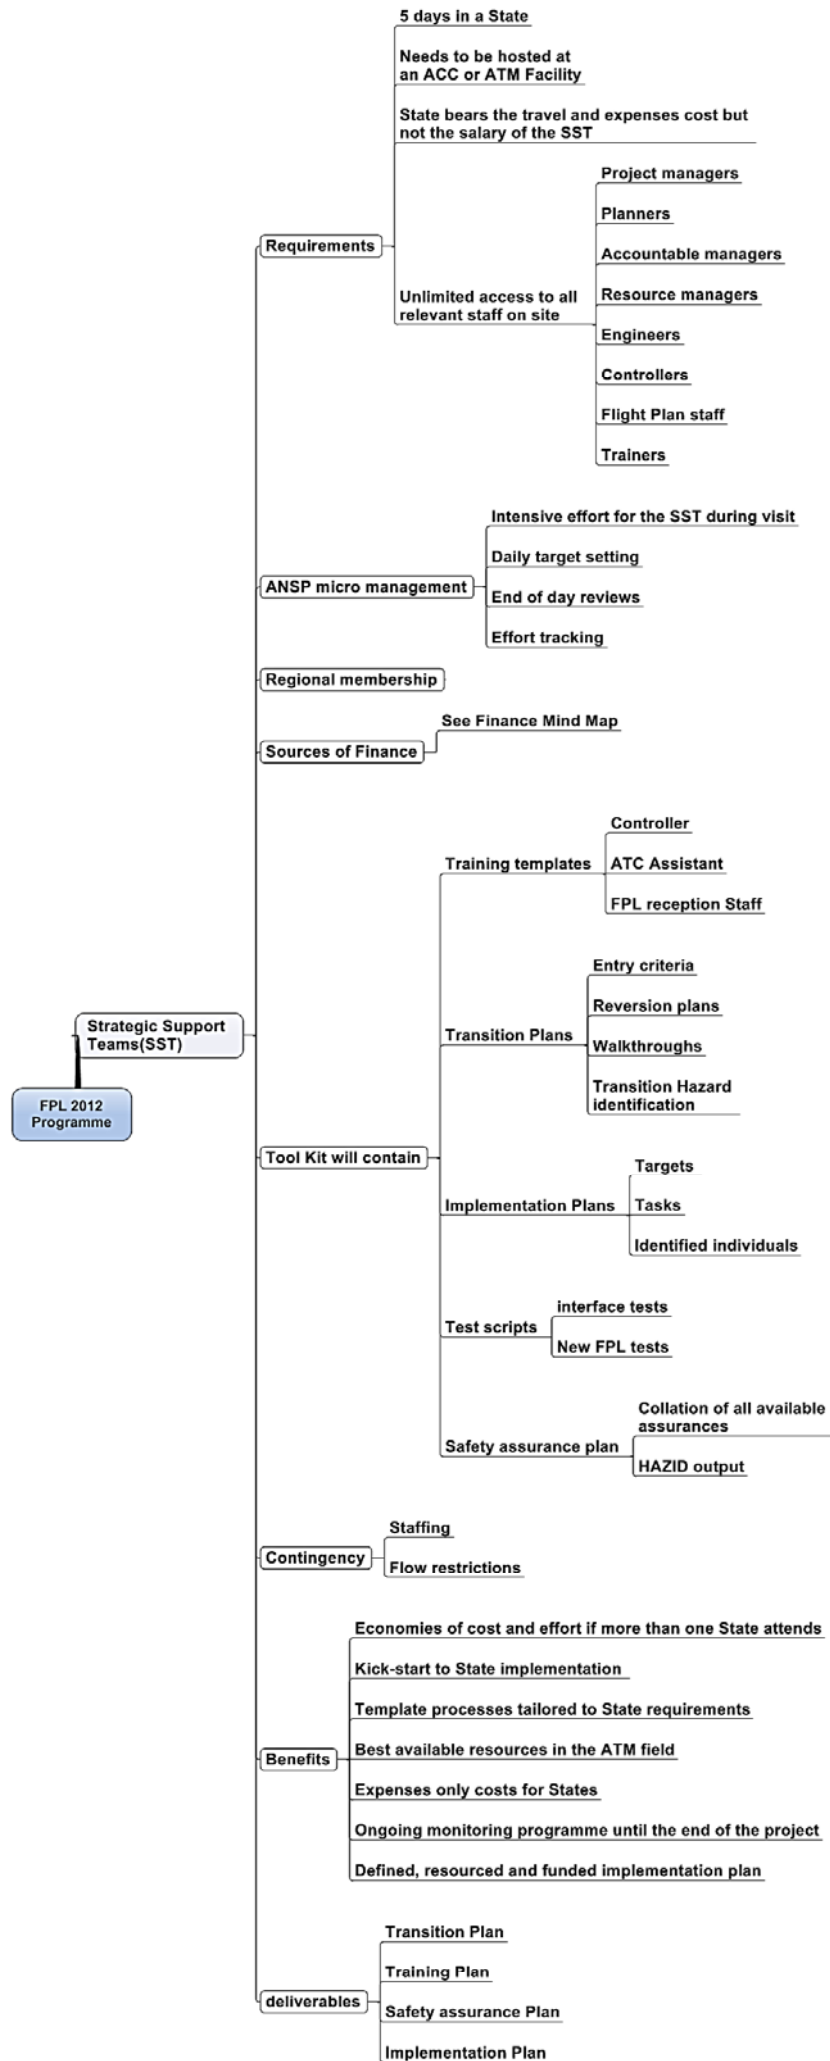 5 days in a State
Needs to be hosted at
an ACC or ATM Facility
State bears the travel and expenses cost but
not the salary of the SST
Project managers
Planners
Accountable managers
Requirements
Unlimited access to all
relevant staff on site
Resource managers
Engineers
Controllers
Flight Plan staff
Trainers
Intensive effort for the SST during visit
Daily target setting
ANSP micro management
End of day reviews
Effort tracking
Regional membership
See Finance Mind Map
Sources of Finance
Controller
Training templates
ATC Assistant
FPL reception Staff
Entry criteria
Reversion plans
Strategic Support
Teams(SST)
Transition Plans
Walkthroughs
Transition Hazard
identification
FPL 2012
Programme
Tool Kit will contain
Targets
Implementation Plans
Tasks
Identified individuals
interface tests
Test scripts
New FPL tests
Collation of all available
assurances
Safety assurance plan
HAZID output
Staffing
Contingency
Flow restrictions
Economies of cost and effort if more than one State attends
Kick-start to State implementation
Template processes tailored to State requirements
Benefits
Best available resources in the ATM field
Expenses only costs for States
Ongoing monitoring programme until the end of the project
Defined, resourced and funded implementation plan
Transition Plan
Training Plan
deliverables
Safety assurance Plan
Implementation Plan